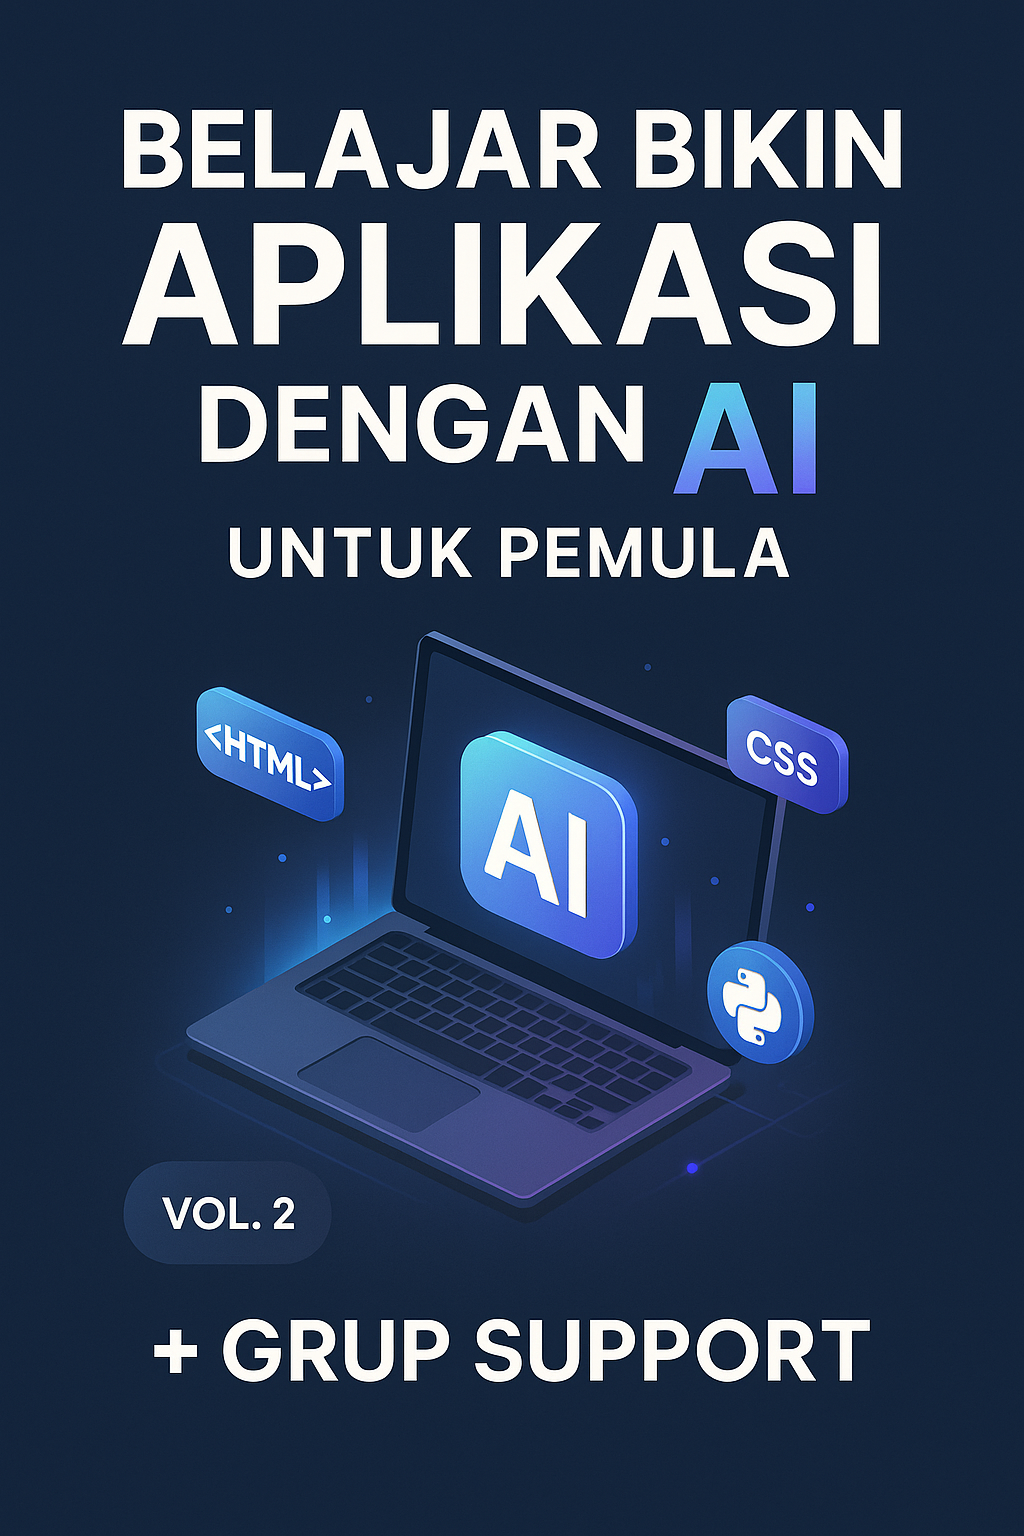 BELAJAR BIKIN
APLIKASI
DENGAN AI
UNTUK PEMULA
<HTML>
CSS
AI
VOL. 2
+ GRUP SUPPORT